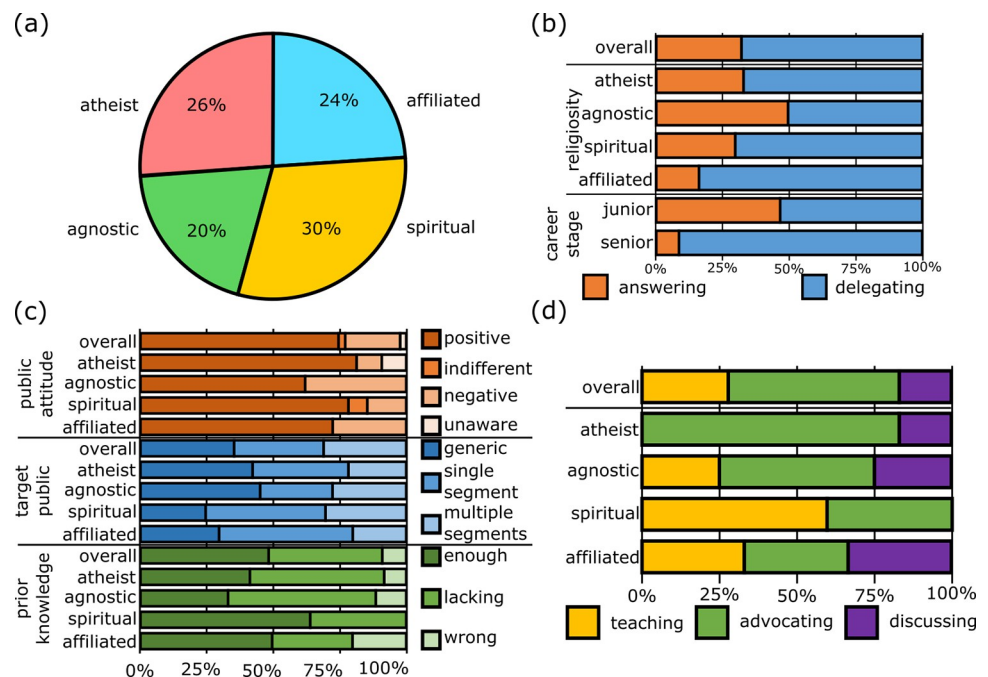 (a)
atheist
26%
24%
affiliated
agnostic
20%
30%
spiritual
(b)
overall
religiosity
atheist
agnostic
spiritual
affiliated
career
stage
junior
senior
0% 25% 50% 75% 100%
answering delegating
(c)
public
attitude
overall
atheist
agnostic
spiritual
affiliated
positive
indifferent
negative
unaware
target
public
overall
atheist
agnostic
spiritual
affiliated
generic
single
segment
multiple
segments
prior
knowledge
overall
atheist
agnostic
spiritual
affiliated
enough
lacking
wrong
0% 25% 50% 75% 100%
(d)
overall
atheist
agnostic
spiritual
affiliated
0% 25% 50% 75% 100%
teaching advocating discussing